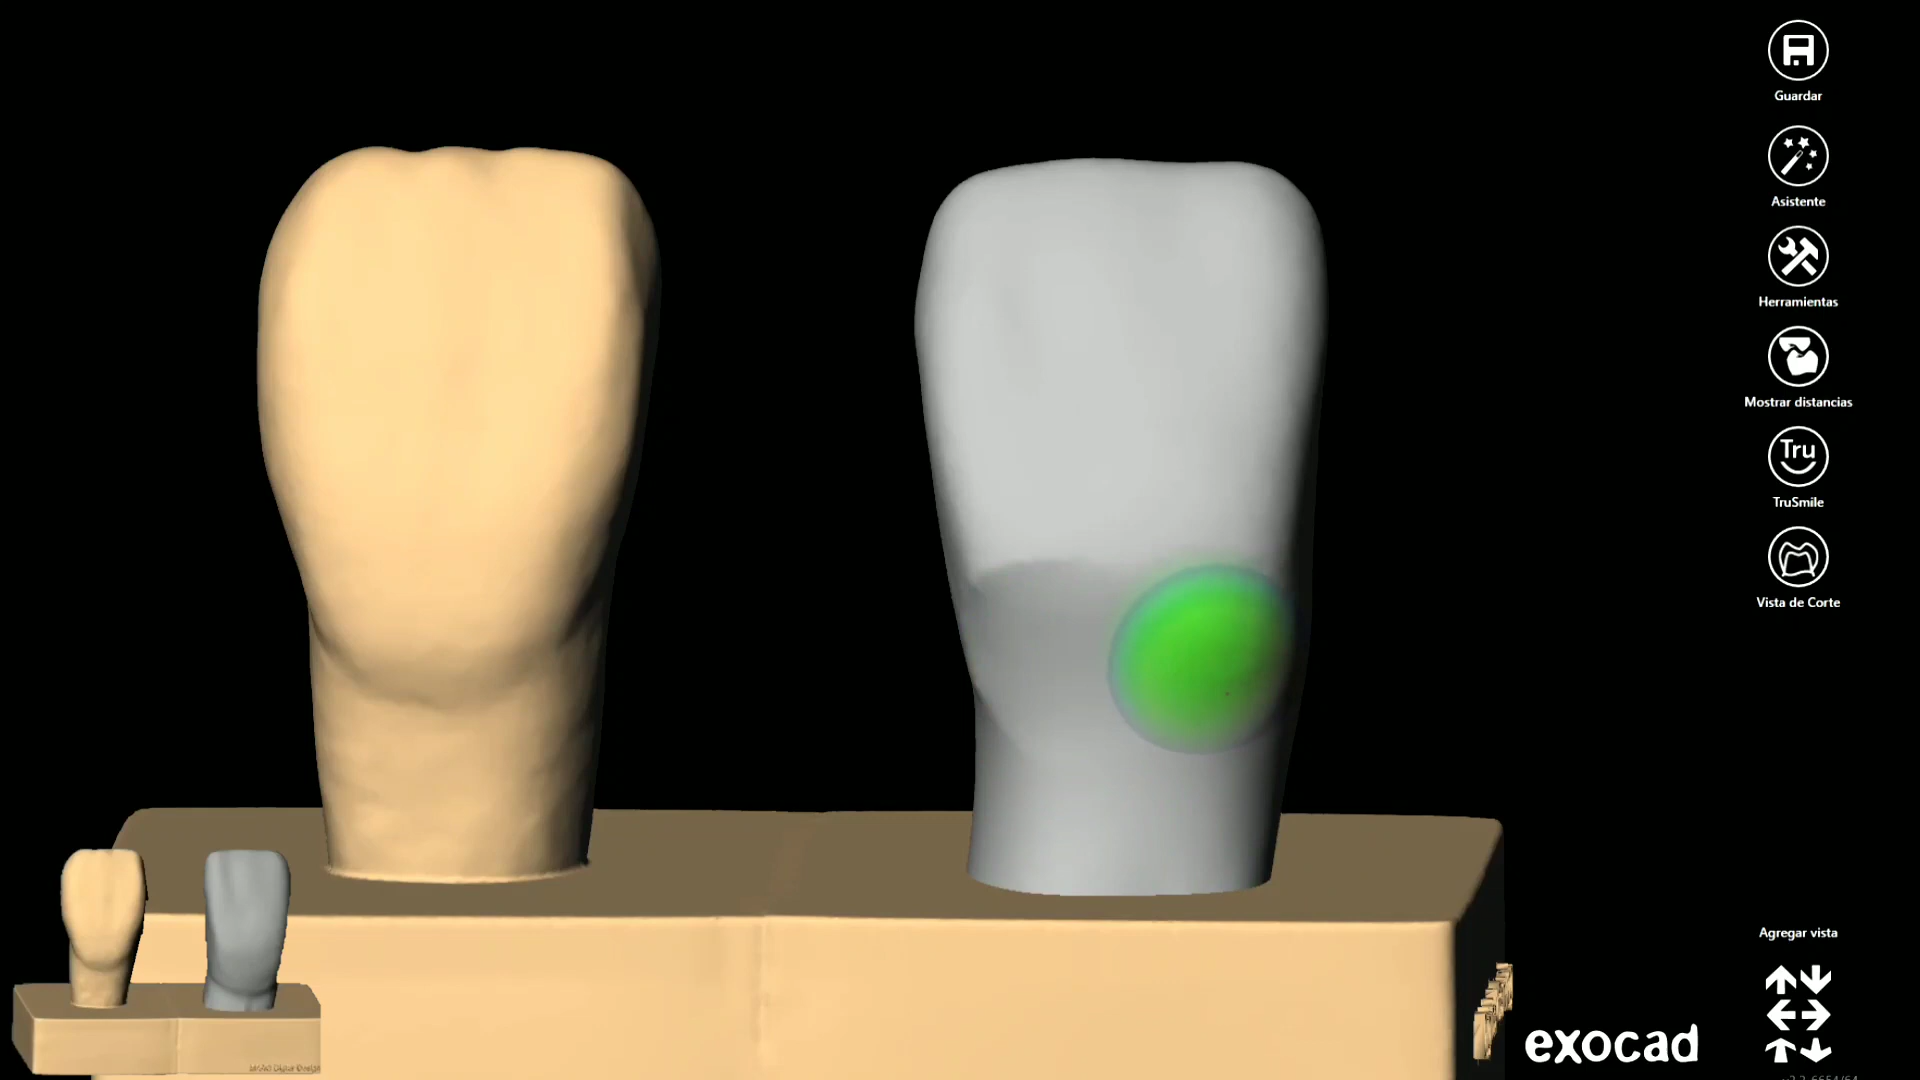 Guardar
Asistente
Herramientas
Mostrar distancias
Tru
TruSmile
Vista de Corte
Agregar vista
exocad